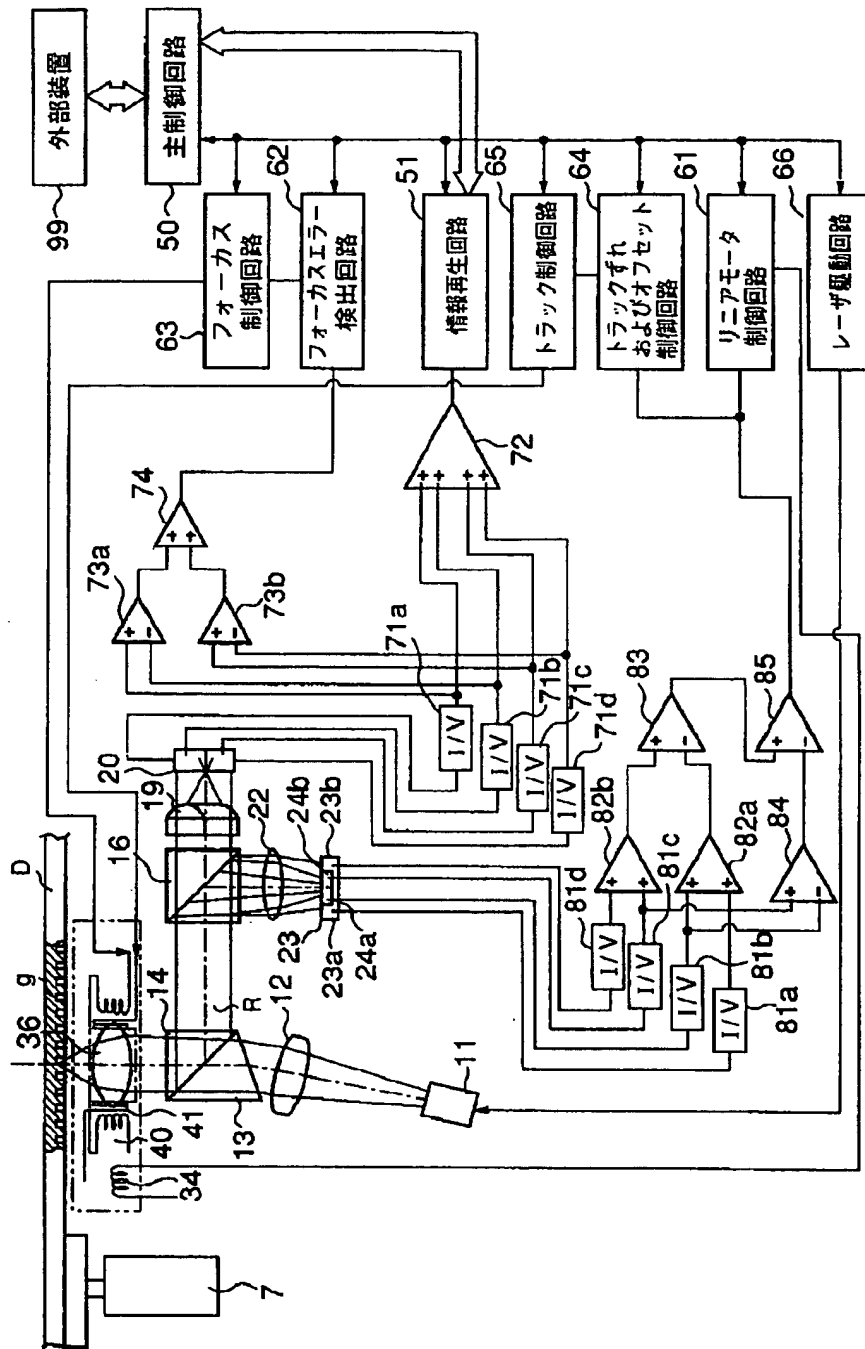 外部装置
99
主制御回路
50
フォーカス
制御回路
63
フォーカスエラー
検出回路
62
情報再生回路
51
トラック制御回路
65
トラックずれ
およびオフセット
制御回路
64
リニアモータ
制御回路
61
レーザ駆動回路
66
74
+
+
73a
+
-
73b
+
-
72
+
+
+
+
71a
I/V
71b
I/V
71c
I/V
71d
I/V
83
+
-
85
+
-
82b
+
+
82a
+
+
84
+
-
81d
I/V
81c
I/V
81b
I/V
81a
I/V
20
19
16
22
24b
23b
23
23a
24a
D
9
36
14
R
12
13
11
41
40
34
7